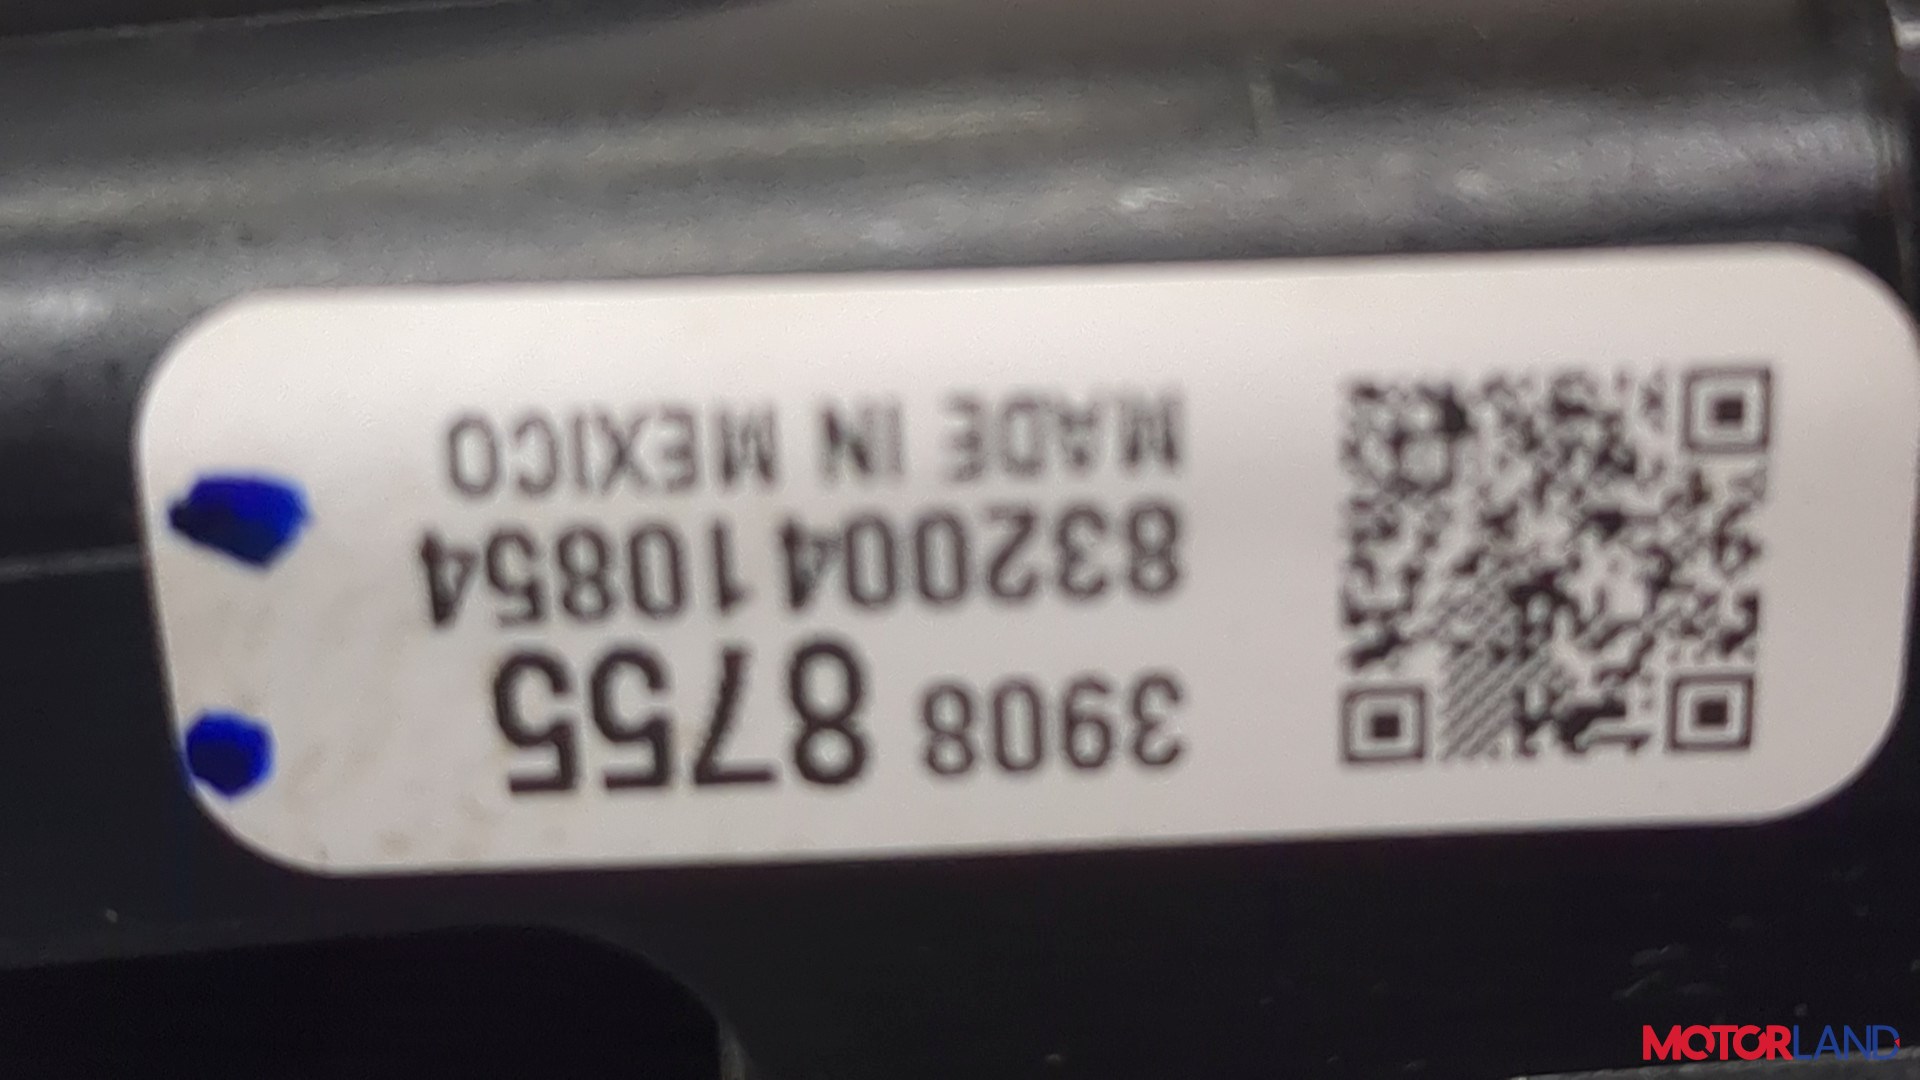 3908 8755
83200410854
MADE IN MEXICO
MOTORLAND